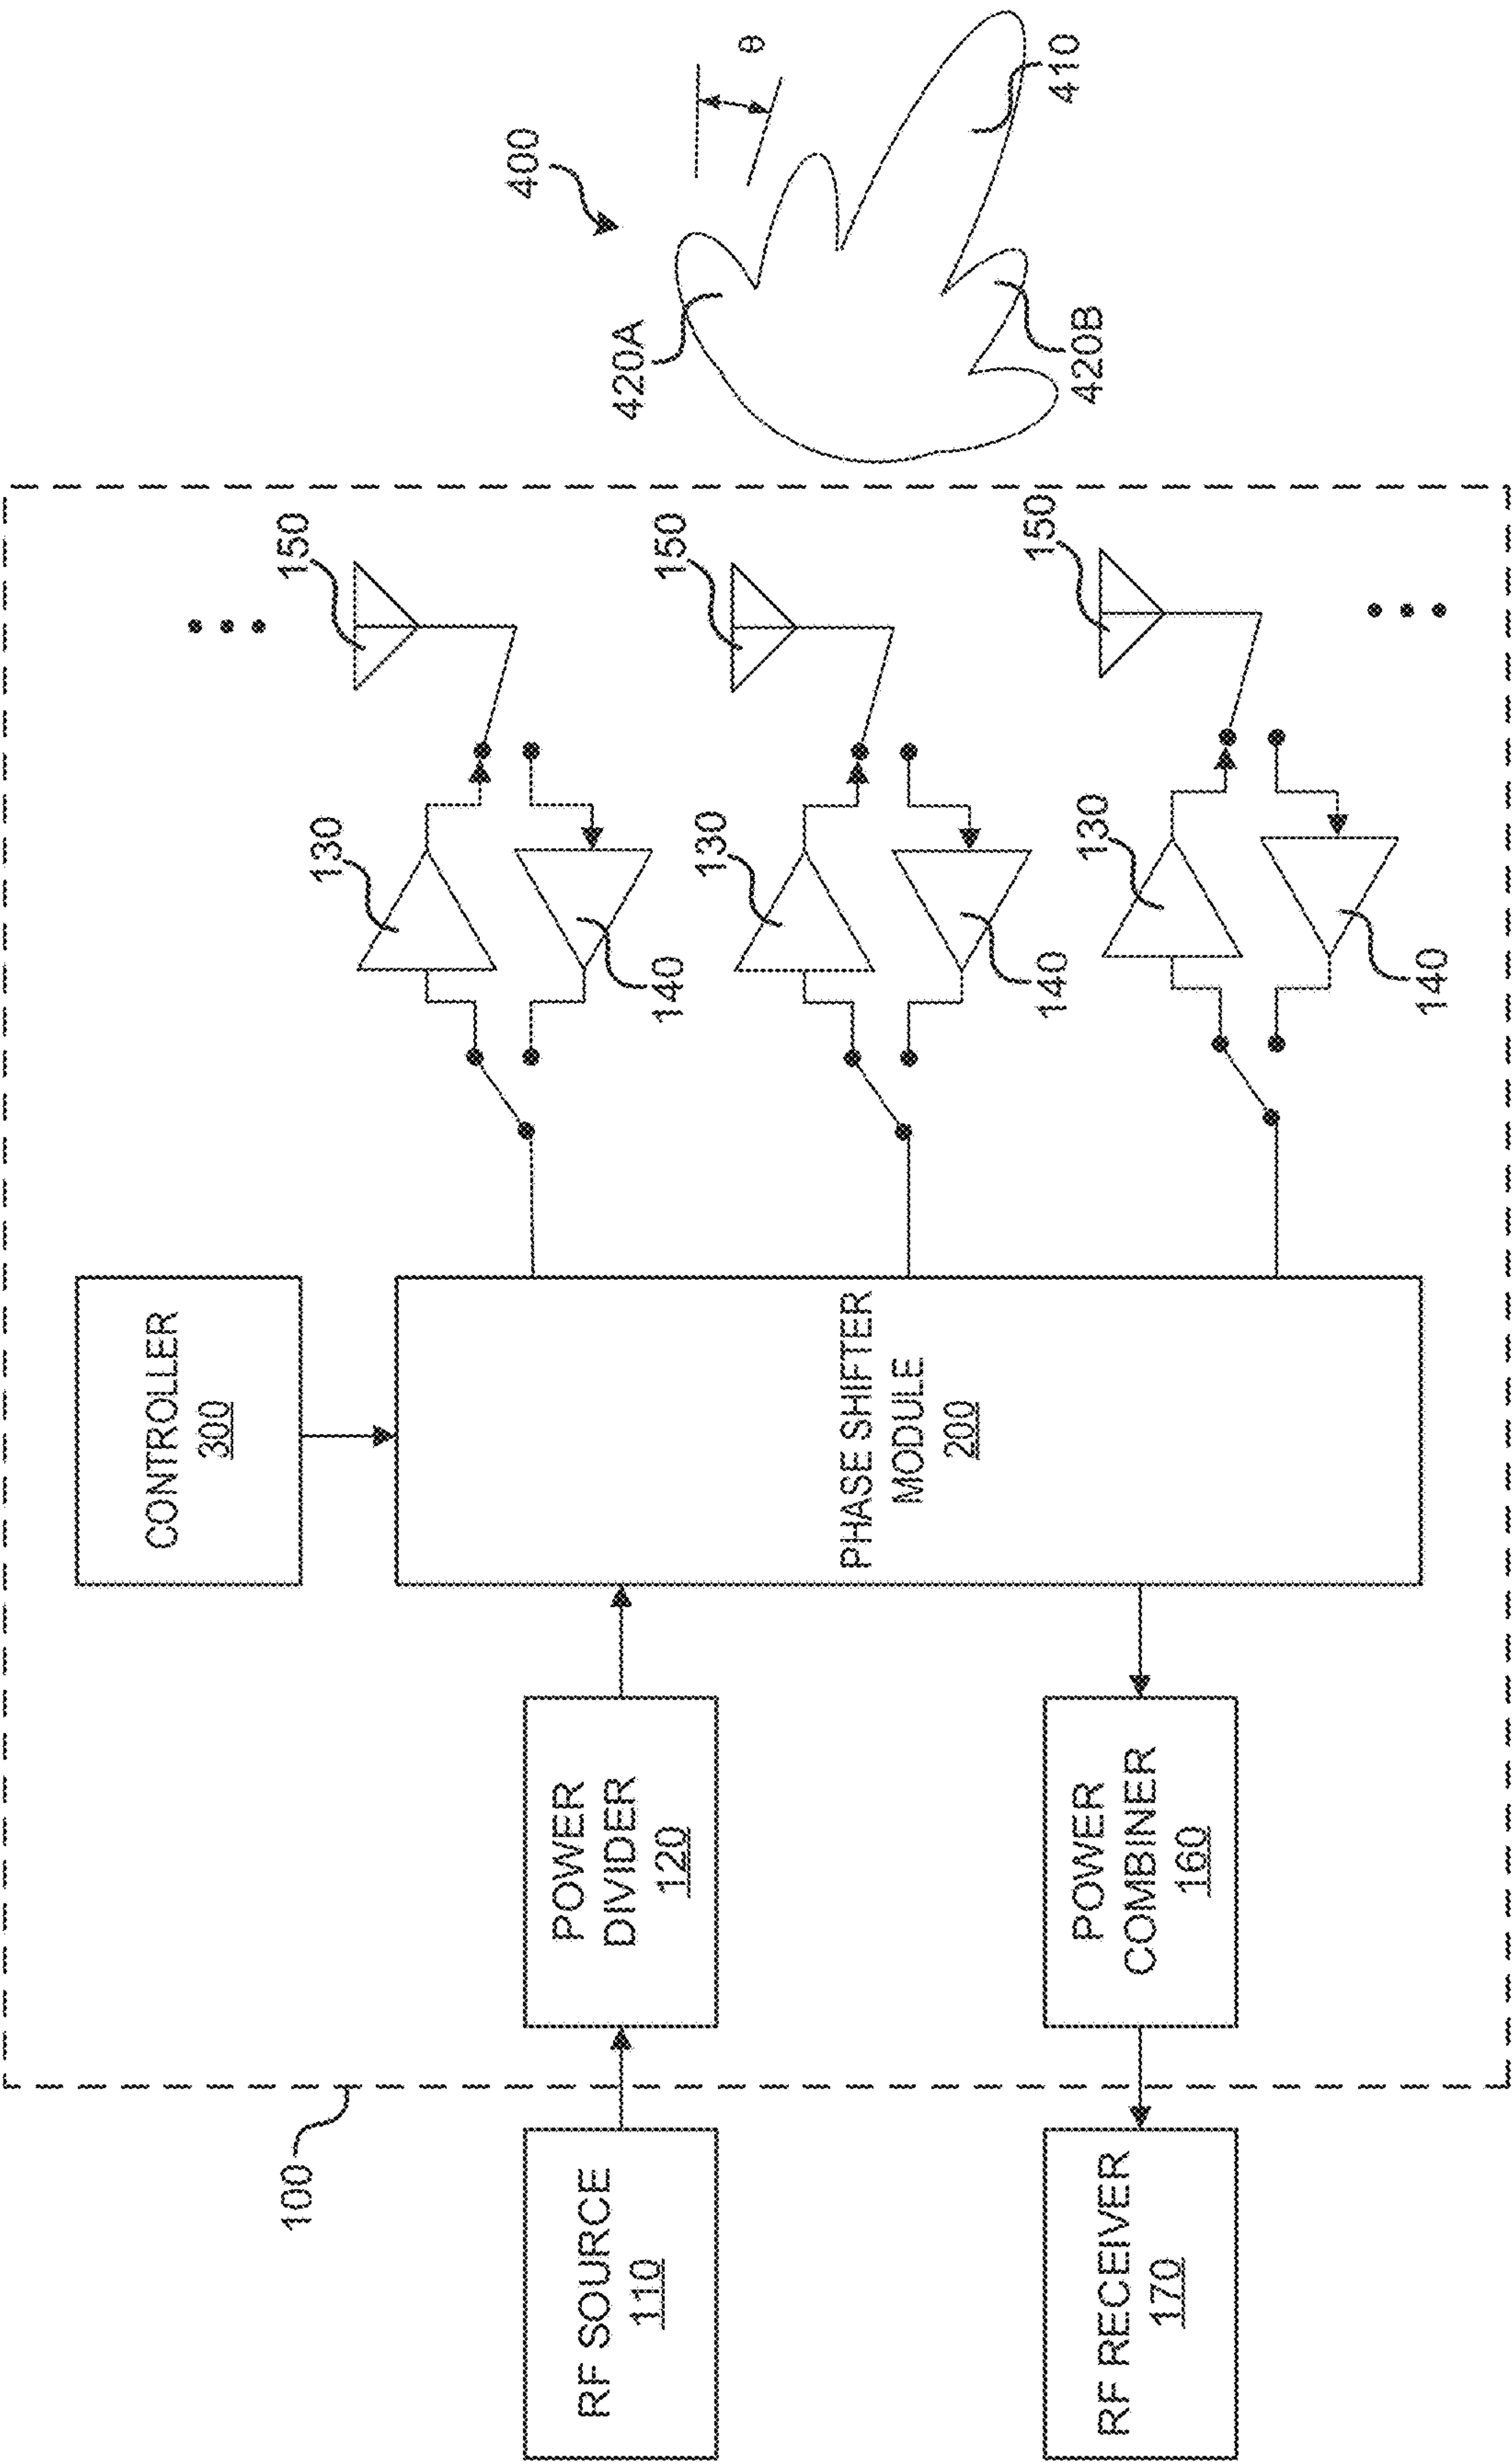 100
RF SOURCE
110
RF RECEIVER
170
POWER
DIVIDER
120
POWER
COMBINER
160
CONTROLLER
300
PHASE SHIFTER
MODULE
200
130
140
150
130
140
150
130
140
150
400
420A
420B
410
θ